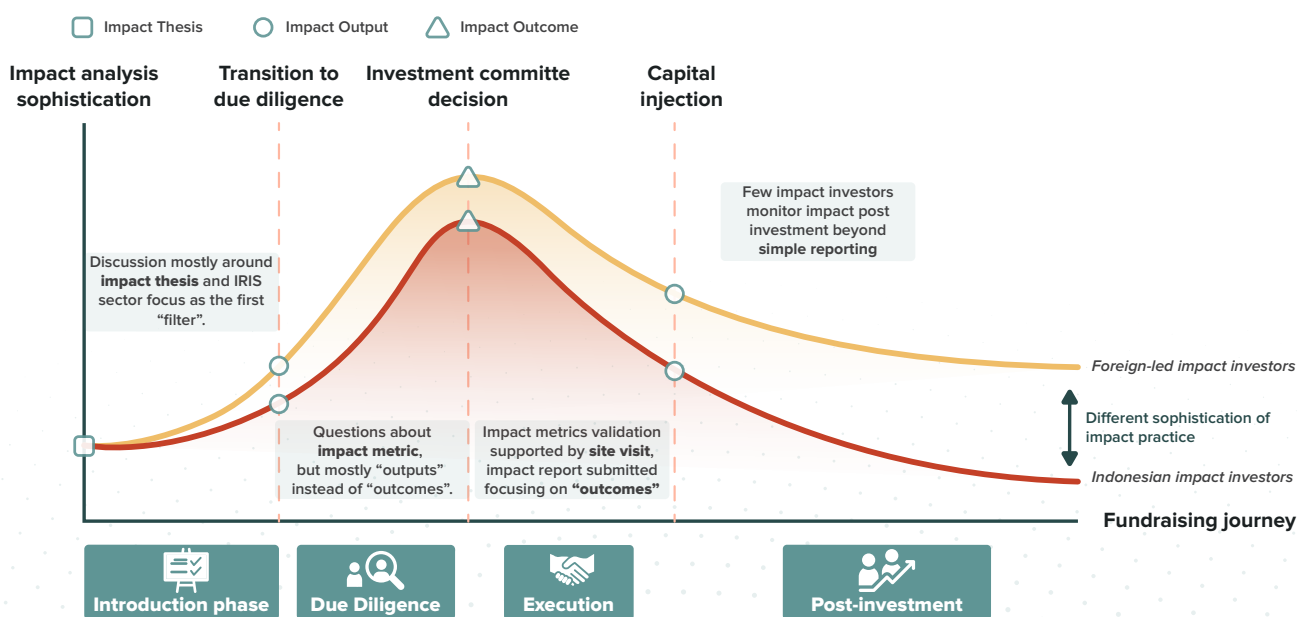 Impact Thesis
Impact Output
Impact Outcome
Impact analysis
sophistication
Transition to
due diligence
Investment committe
decision
Capital
injection
Few impact investors
monitor impact post
investment beyond
simple reporting
Discussion mostly around
impact thesis and IRIS
sector focus as the first
“filter”.
Foreign-led impact investors
Different sophistication of
impact practice
Questions about
impact metric,
but mostly “outputs”
instead of “outcomes”.
Impact metrics validation
supported by site visit,
impact report submitted
focusing on “outcomes”
Indonesian impact investors
Fundraising journey
Introduction phase
Due Diligence
Execution
Post-investment